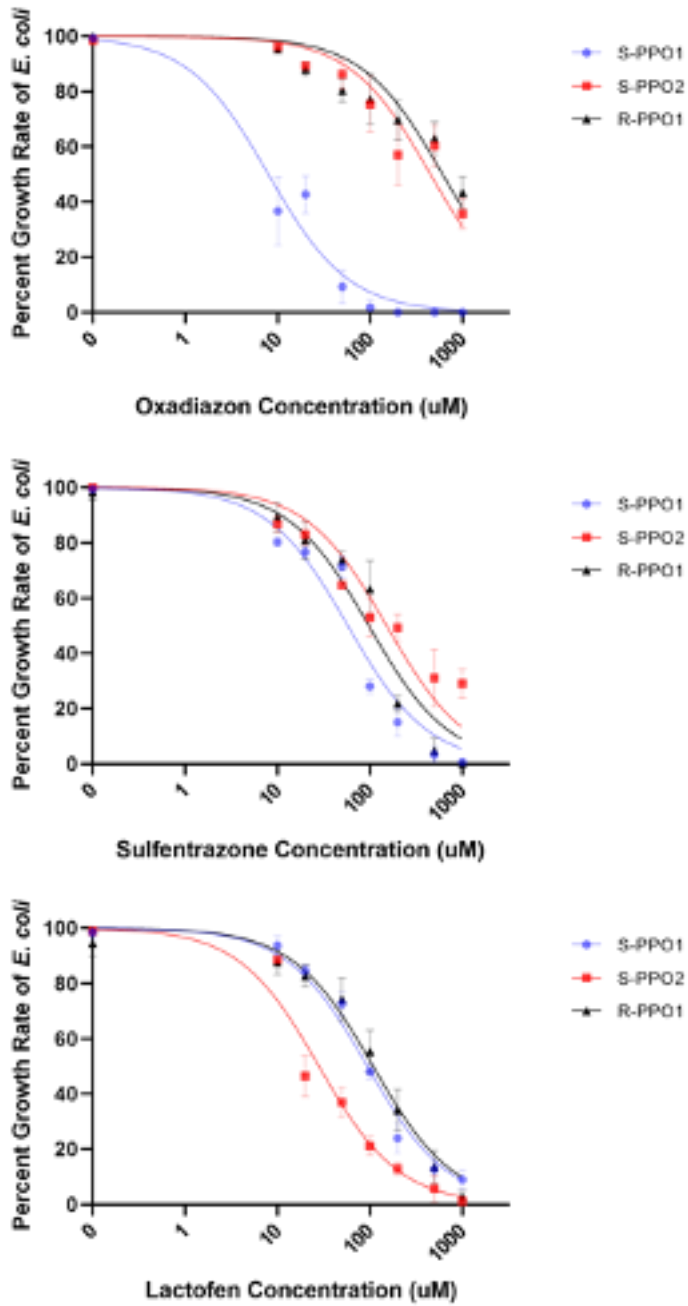 Percent Growth Rate of E. coli
100
80
60
40
20
0
0
1
10
100
1000
Oxadiazon Concentration (uM)
S-PPO1
S-PPO2
R-PPO1
Percent Growth Rate of E. coli
100
80
60
40
20
0
0
1
10
100
1000
Sulfentrazone Concentration (uM)
S-PPO1
S-PPO2
R-PPO1
Percent Growth Rate of E. coli
100
80
60
40
20
0
0
1
10
100
1000
Lactofen Concentration (uM)
S-PPO1
S-PPO2
R-PPO1